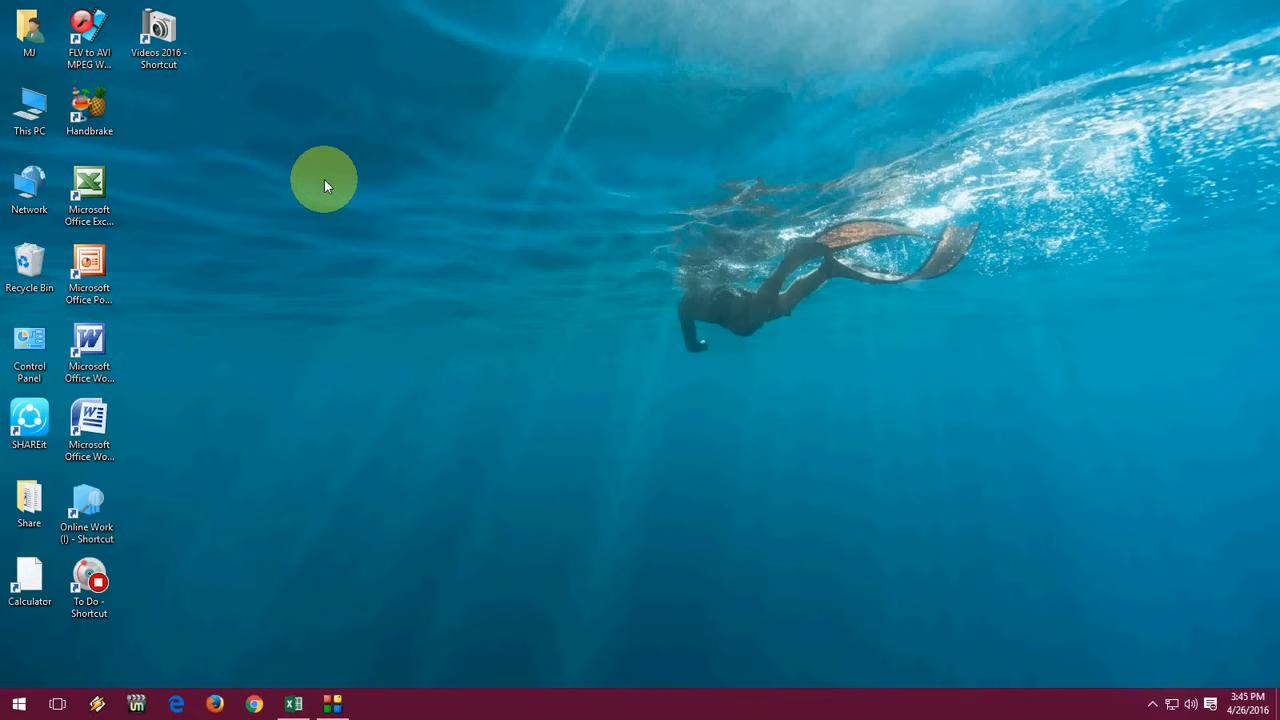 MJ
FLV to AVI
MPEG W...
Videos 2016 -
Shortcut
This PC
Handbrake
Network
Microsoft
Office Exc...
Recycle Bin
Microsoft
Office Po...
Control
Panel
Microsoft
Office Wo...
SHAREit
Microsoft
Office Wo...
Share
Online Work
(I) - Shortcut
Calculator
To Do -
Shortcut
3:45 PM
4/26/2016